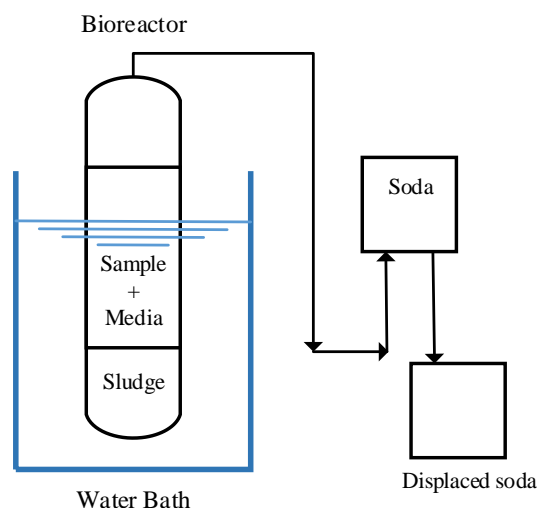 Bioreactor
Soda
Sample
+
Media
Sludge
Displaced soda
Water Bath